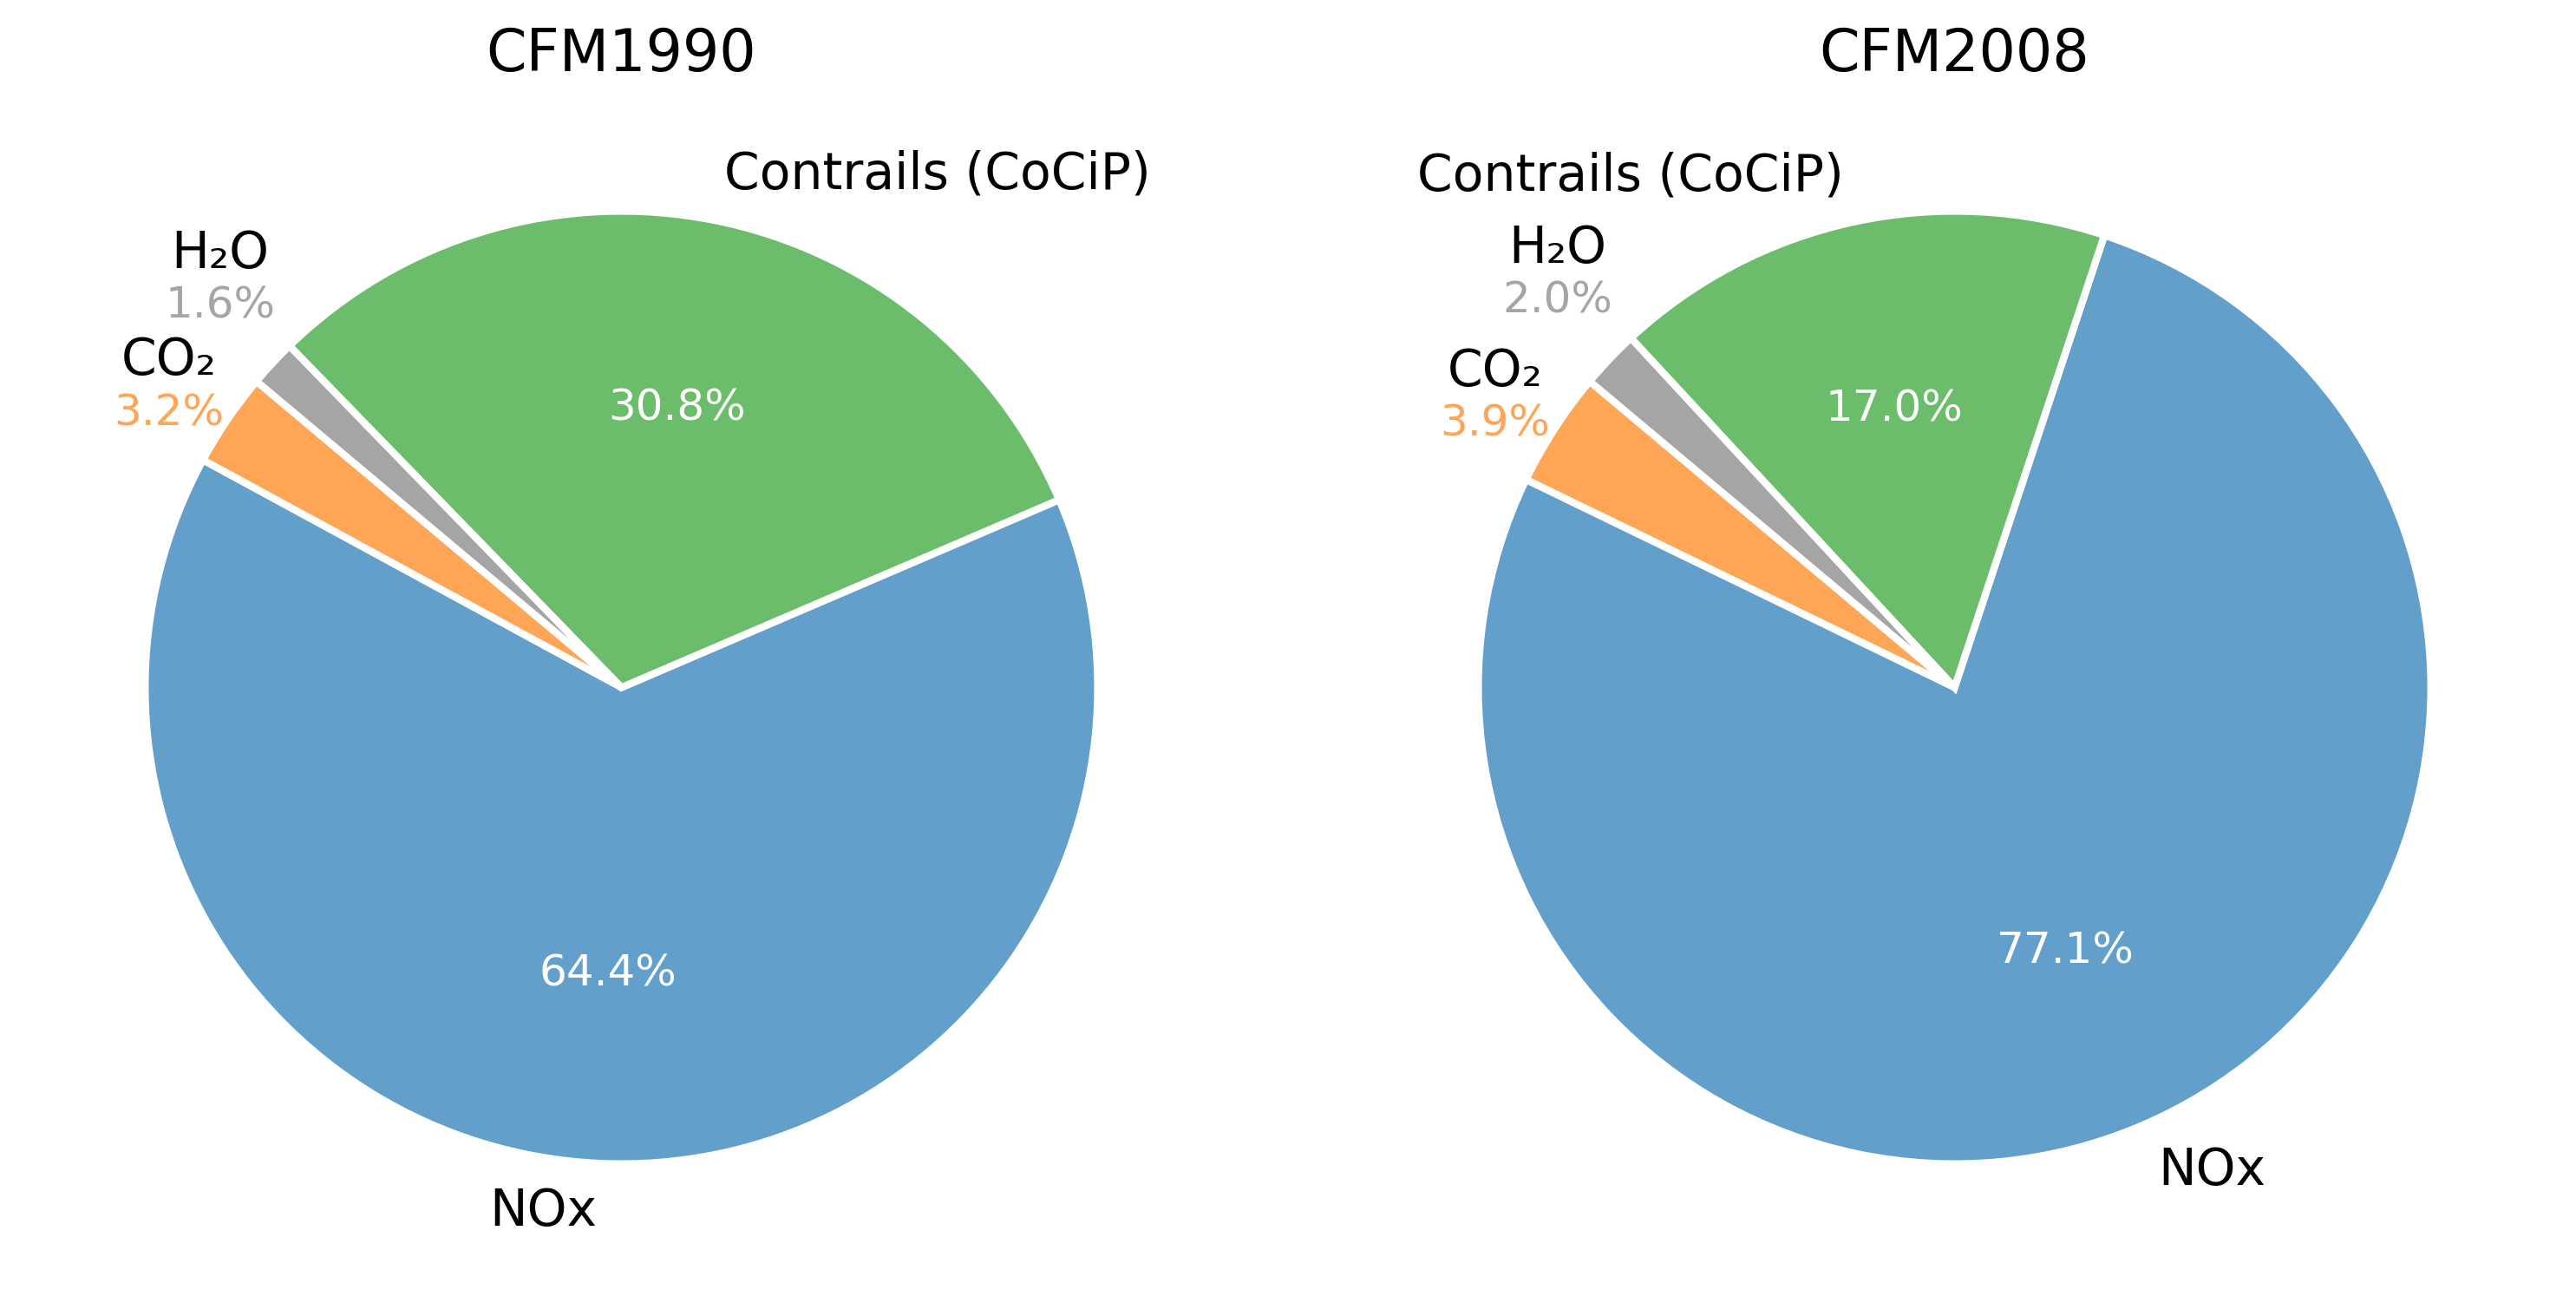 CFM1990
Contrails (CoCiP)
H₂O
1.6%
CO₂
3.2%
30.8%
64.4%
NOx
CFM2008
Contrails (CoCiP)
H₂O
2.0%
CO₂
3.9%
17.0%
77.1%
NOx